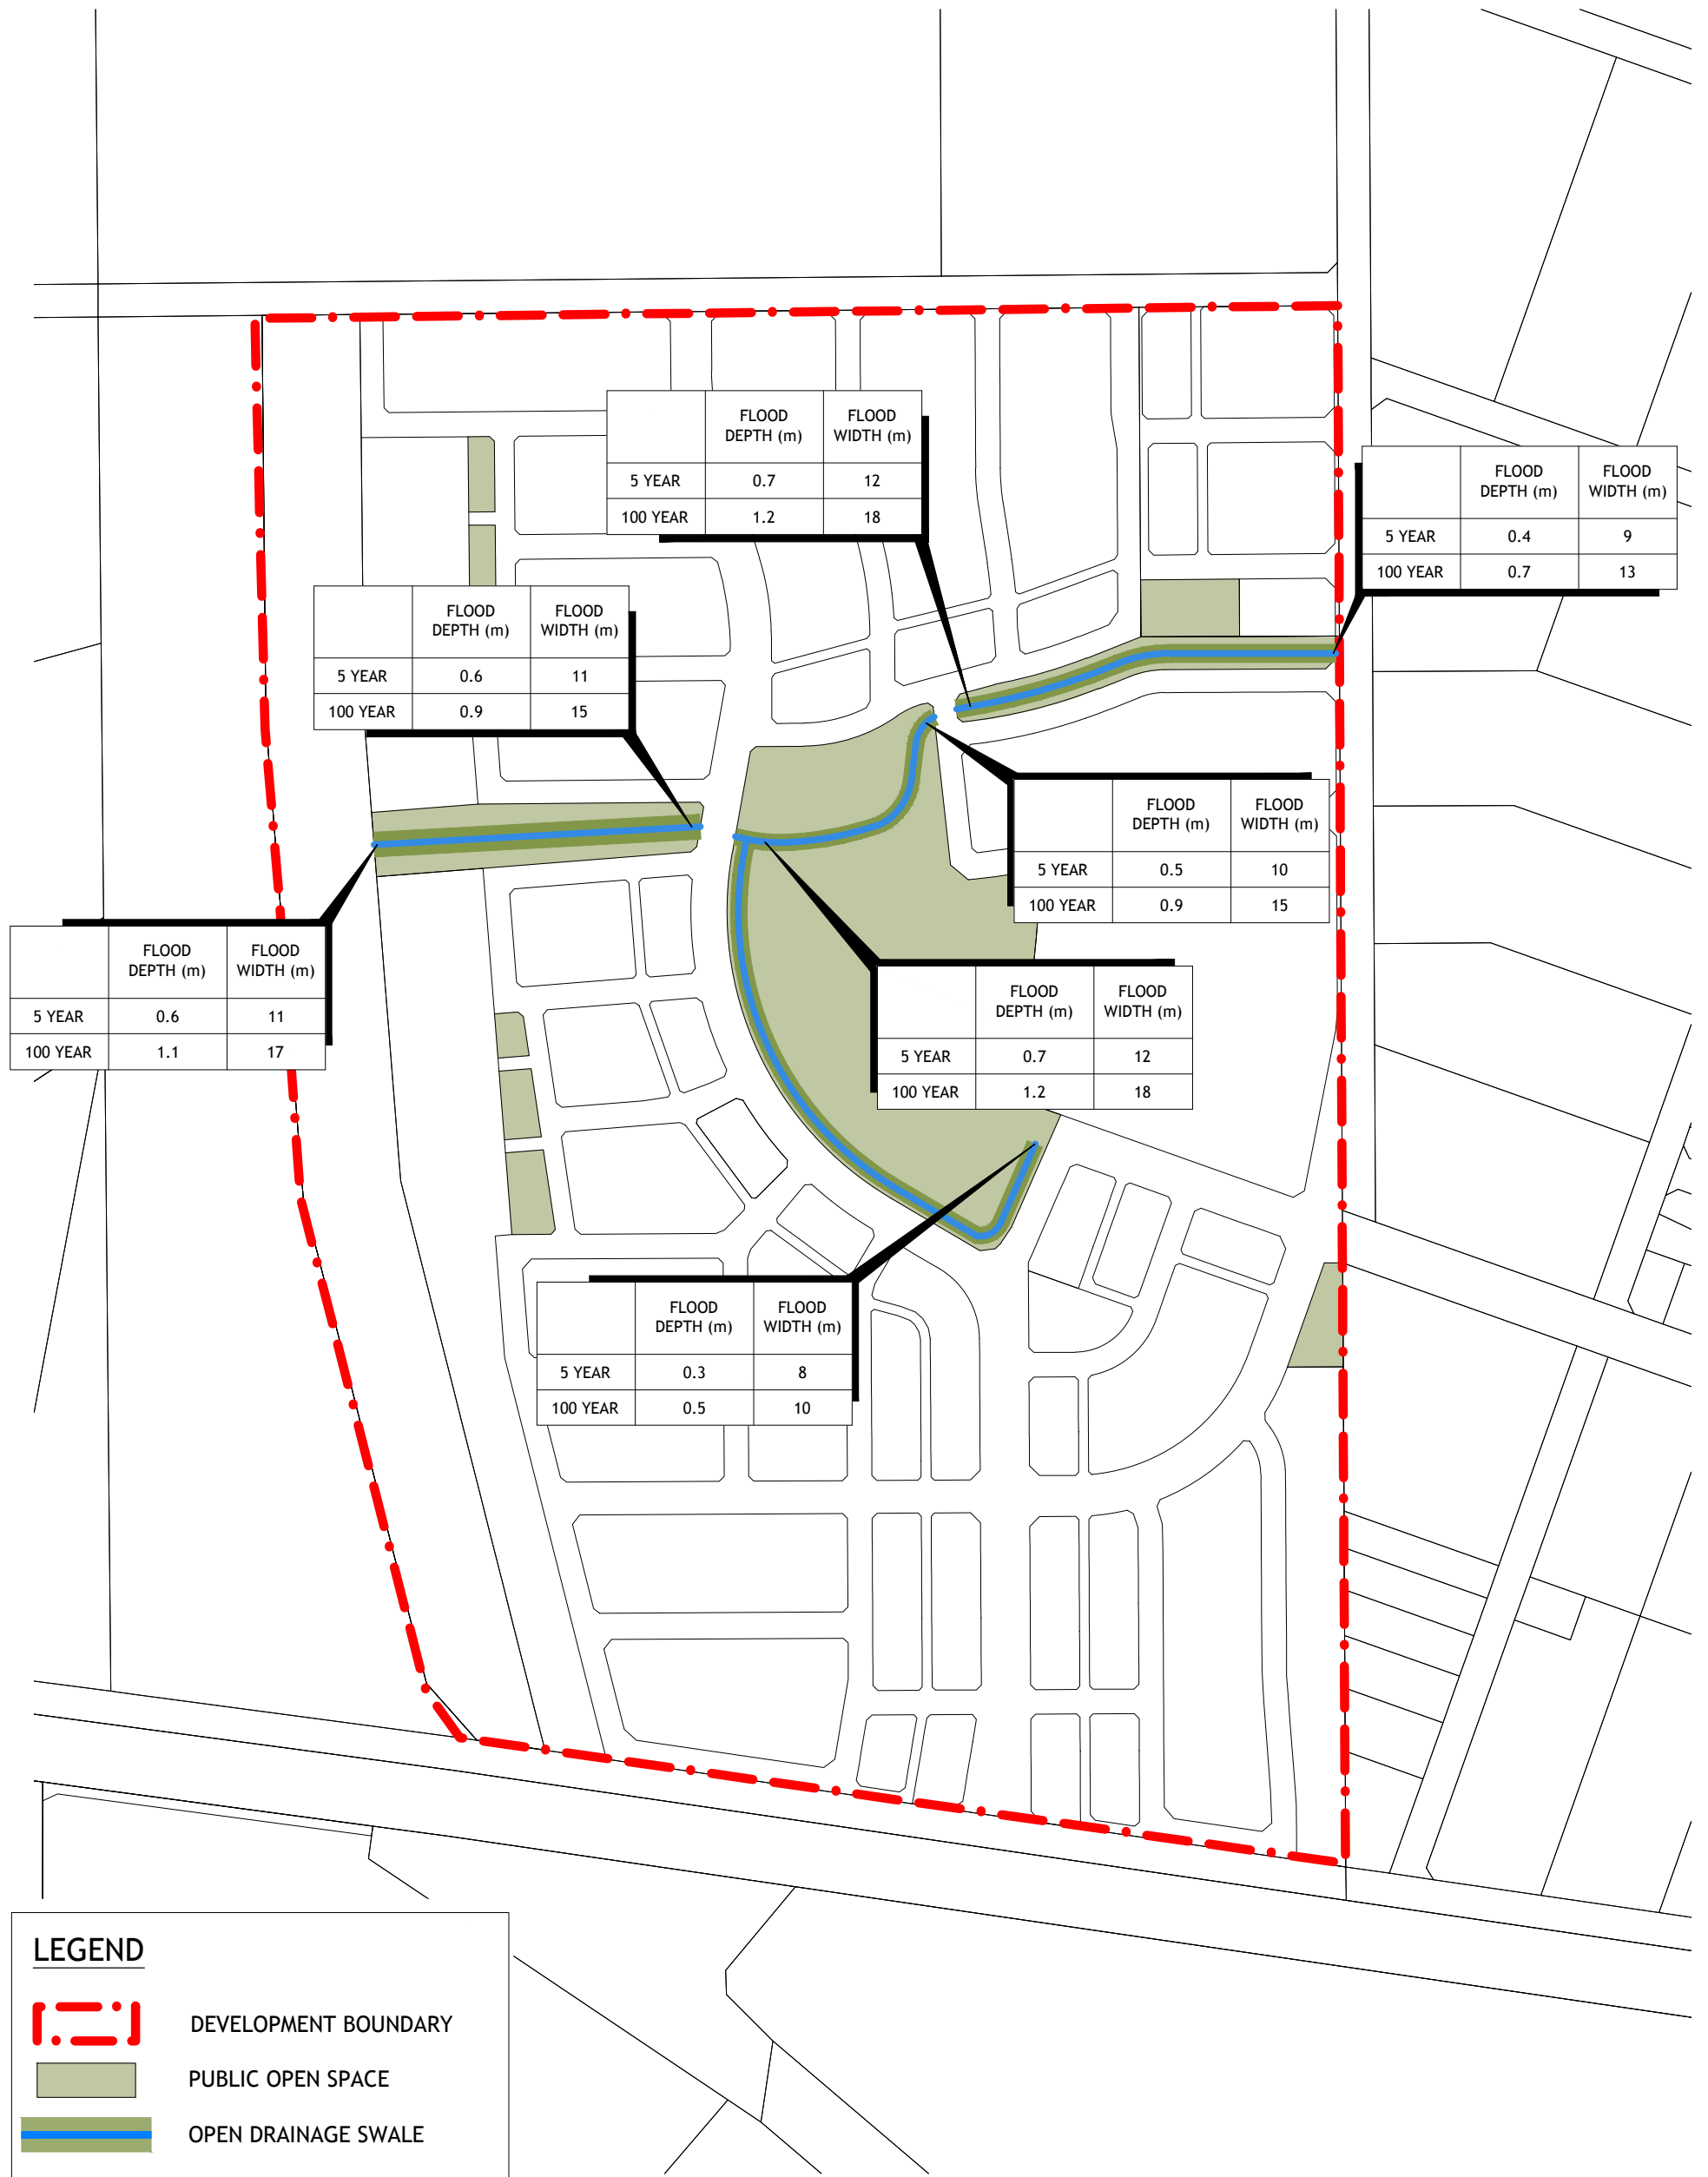 FLOOD DEPTH (m) FLOOD WIDTH (m)
5 YEAR 0.7 12
100 YEAR 1.2 18
FLOOD DEPTH (m) FLOOD WIDTH (m)
5 YEAR 0.4 9
100 YEAR 0.7 13
FLOOD DEPTH (m) FLOOD WIDTH (m)
5 YEAR 0.6 11
100 YEAR 0.9 15
FLOOD DEPTH (m) FLOOD WIDTH (m)
5 YEAR 0.5 10
100 YEAR 0.9 15
FLOOD DEPTH (m) FLOOD WIDTH (m)
5 YEAR 0.6 11
100 YEAR 1.1 17
FLOOD DEPTH (m) FLOOD WIDTH (m)
5 YEAR 0.7 12
100 YEAR 1.2 18
FLOOD DEPTH (m) FLOOD WIDTH (m)
5 YEAR 0.3 8
100 YEAR 0.5 10
LEGEND
DEVELOPMENT BOUNDARY
PUBLIC OPEN SPACE
OPEN DRAINAGE SWALE